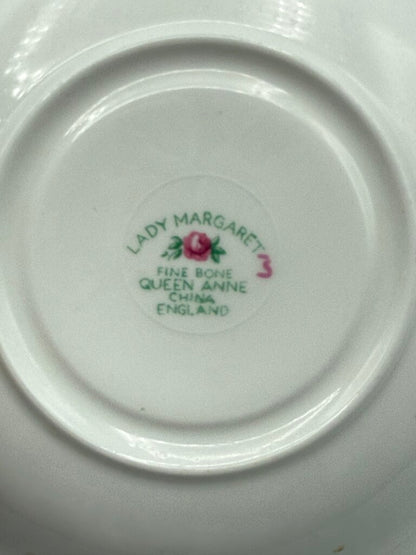 LADY MARGARET
3
FINE BONE
QUEEN ANNE
CHINA
ENGLAND